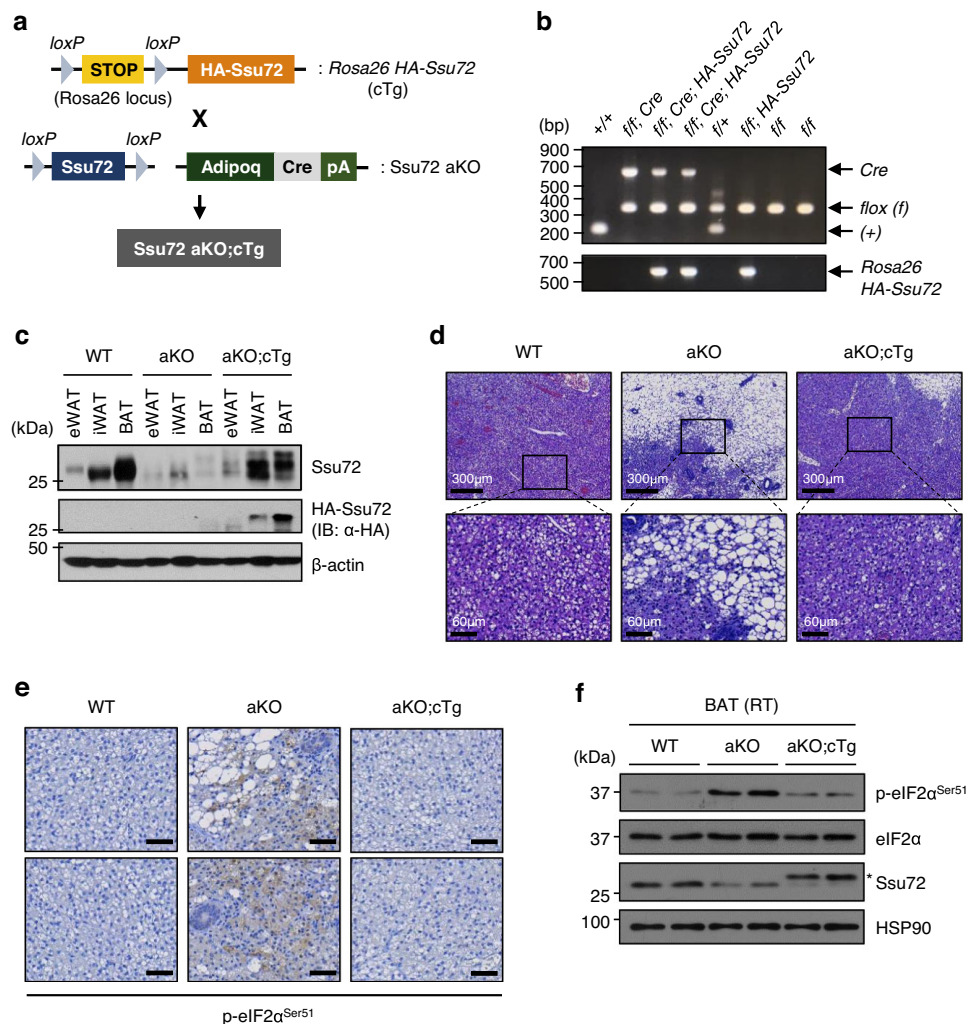 a
loxP loxP
STOP HA-Ssu72 : Rosa26 HA-Ssu72
(Rosa26 locus) (cTg)
X
loxP loxP
Ssu72 Adipoq Cre pA : Ssu72 aKO
Ssu72 aKO;cTg
b
(bp) +/+ f/f; Cre f/f; Cre; HA-Ssu72 f/f; Cre; HA-Ssu72 f/+ f/f; HA-Ssu72 f/f f/f
900
700 Cre
500
400
300 flox (f)
200 (+)
700 Rosa26
500 HA-Ssu72
c
WT aKO aKO;cTg
(kDa) eWAT iWAT BAT eWAT iWAT BAT eWAT iWAT BAT
25 Ssu72
25 HA-Ssu72
(IB: α-HA)
50
β-actin
d
WT aKO aKO;cTg
300μm 300μm 300μm
60μm 60μm 60μm
e
WT aKO aKO;cTg
p-eIF2αSer51
f
BAT (RT)
(kDa) WT aKO aKO;cTg
37 p-eIF2αSer51
37 eIF2α
25 * Ssu72
100 HSP90